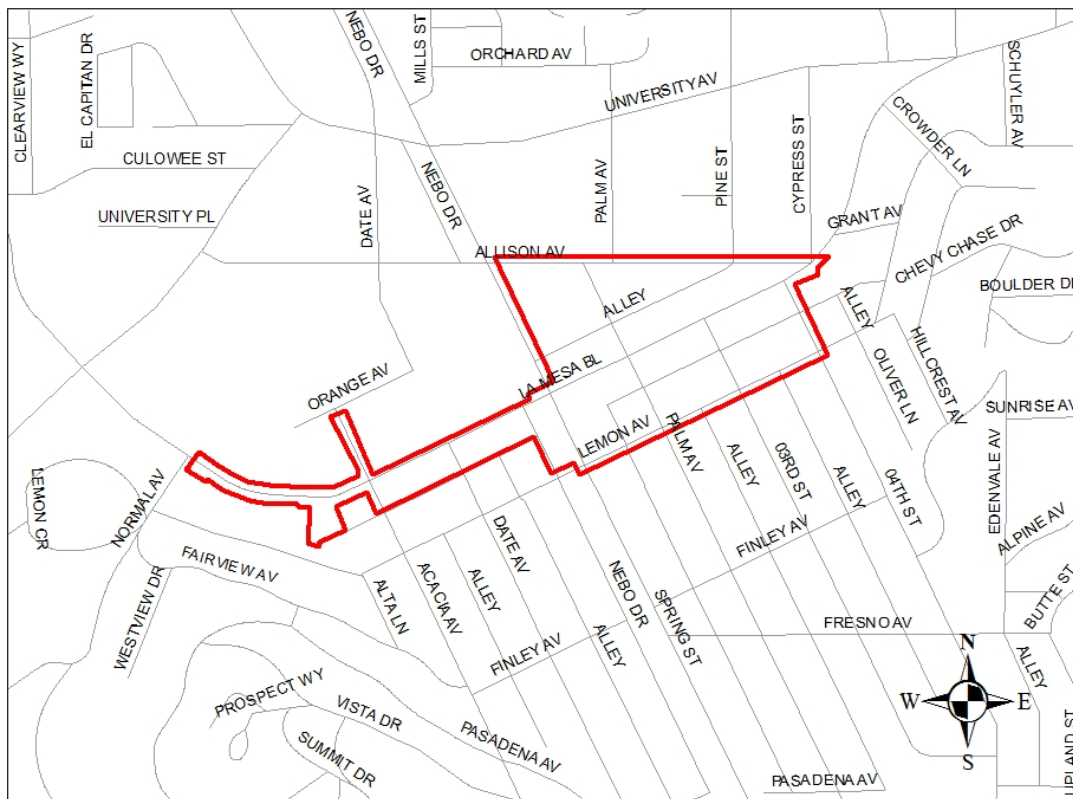 CLEARVIEW WY
EL CAPITAN DR
NEBO DR
MILLS ST
ORCHARD AV
UNIVERSITY AV
SCHUYLER AV
CROWDER LN
CULOWEE ST
NEBO DR
PALM AV
PINE ST
CYPRESS ST
UNIVERSITY PL
DATE AV
GRANT AV
ALLISON AV
CHEVY CHASE DR
BOULDER DR
ALLEY
ALLEY
LA MESA BL
OLIVER LN
HILLCREST AV
ORANGE AV
SUNRISE AV
LEMON AV
PALM AV
ALLEY
03RD ST
ALLEY
04TH ST
EDENVALE AV
LEMON CR
NORMAL AV
ALPINE AV
FAIRVIEW AV
DATE AV
FINLEY AV
WESTVIEW DR
ALTA LN
ACACIA AV
ALLEY
NEBO DR
SPRING ST
BUTTE ST
FRESNO AV
ALLEY
FINLEY AV
N
ALLEY
PROSPECT WY
VISTA DR
W
E
PASADENA AV
SUMMIT DR
S
UPLAND ST
PASADENA AV